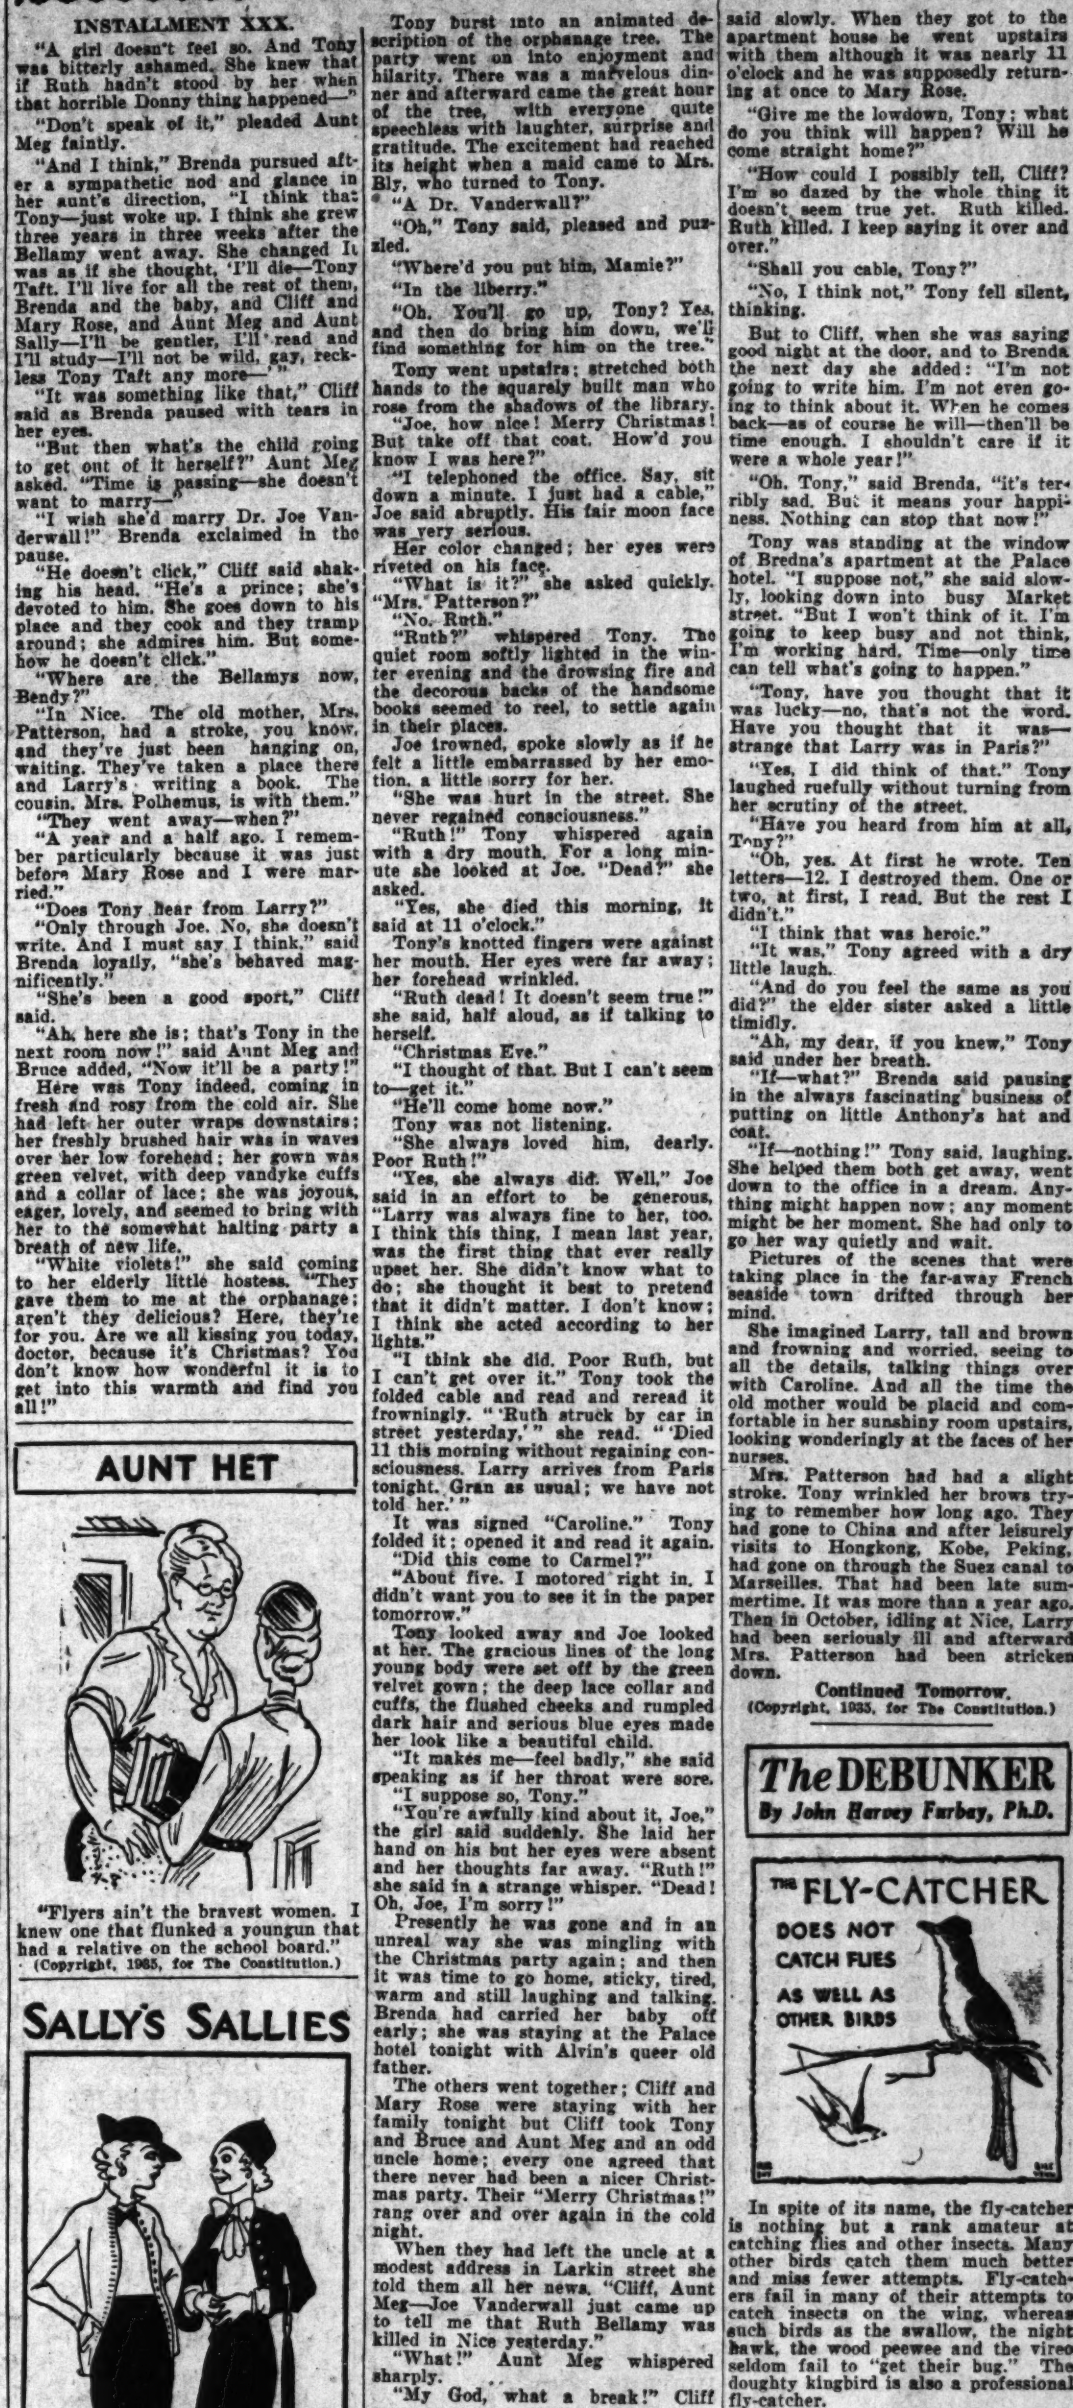 INSTALLMENT XXX.
"A girl doesn't feel so. And Tony
was bitterly ashamed. She knew that
if Ruth hadn't stood by her when
that horrible Donny thing happened—"
"Don't speak of it," pleaded Aunt
Meg faintly.
"And I think," Brenda pursued aft-
er a sympathetic nod and glance in
her aunt's direction, "I think that
Tony—just woke up. I think she grew
three years in three weeks after the
Bellamy went away. She changed It
was as if she thought, 'I'll die—Tony
Taft. I'll live for all the rest of them,
Brenda and the baby, and Cliff and
Mary Rose, and Aunt Meg and Aunt
Sally—I'll be gentler, I'll read and
I'll study—I'll not be wild, gay, reck-
less Tony Taft any more—'"
"It was something like that," Cliff
said as Brenda paused with tears in
her eyes.
"But then what's the child going
to get out of it herself?" Aunt Meg
asked. "Time is passing—she doesn't
want to marry—"
"I wish she'd marry Dr. Joe Van-
derwall!" Brenda exclaimed in the
pause.
"He doesn't click," Cliff said shak-
ing his head. "He's a prince; she's
devoted to him. She goes down to his
place and they cook and they tramp
around; she admires him. But some-
how he doesn't click."
"Where are the Bellamys now,
Bendy?"
"In Nice. The old mother, Mrs.
Patterson, had a stroke, you know,
and they've just been hanging on,
waiting. They've taken a place there
and Larry's writing a book. The
cousin, Mrs. Polhemus, is with them."
"They went away—when?"
"A year and a half ago. I remem-
ber particularly because it was just
before Mary Rose and I were mar-
ried."
"Does Tony hear from Larry?"
"Only through Joe. No, she doesn't
write. And I must say I think," said
Brenda loyally, "she's behaved mag-
nificently."
"She's been a good sport," Cliff
said.
"Ah, here she is; that's Tony in the
next room now!" said Aunt Meg and
Bruce added, "Now it'll be a party!"
Here was Tony indeed, coming in
fresh and rosy from the cold air. She
had left her outer wraps downstairs;
her freshly brushed hair was in waves
over her low forehead; her gown was
green velvet, with deep vandyke cuffs
and a collar of lace; she was joyous,
eager, lovely, and seemed to bring with
her to the somewhat halting party a
breath of new life.
"White violets!" she said coming
to her elderly little hostess. "They
gave them to me at the orphanage;
aren't they delicious? Here, they're
for you. Are we all kissing you today,
doctor, because it's Christmas? You
don't know how wonderful it is to
get into this warmth and find you
all!"
AUNT HET
"Flyers ain't the bravest women. I
knew one that flunked a youngun that
had a relative on the school board."
(Copyright, 1935, for The Constitution.)
SALLY'S SALLIES
Tony burst into an animated de-
scription of the orphanage tree. The
party went on into enjoyment and
hilarity. There was a marvelous din-
ner and afterward came the great hour
of the tree, with everyone quite
speechless with laughter, surprise and
gratitude. The excitement had reached
its height when a maid came to Mrs.
Bly, who turned to Tony.
"A Dr. Vanderwall?"
"Oh," Tony said, pleased and puz-
zled.
"Where'd you put him, Mamie?"
"In the liberry."
"Oh. You'll go up, Tony? Yes,
and then do bring him down, we'll
find something for him on the tree."
Tony went upstairs; stretched both
hands to the squarely built man who
rose from the shadows of the library.
"Joe, how nice! Merry Christmas!
But take off that coat. How'd you
know I was here?"
"I telephoned the office. Say, sit
down a minute. I just had a cable,"
Joe said abruptly. His fair moon face
was very serious.
Her color changed; her eyes were
riveted on his face.
"What is it?" she asked quickly.
"Mrs. Patterson?"
"No. Ruth."
"Ruth?" whispered Tony. The
quiet room softly lighted in the win-
ter evening and the drowsing fire and
the decorous backs of the handsome
books seemed to reel, to settle again
in their places.
Joe frowned, spoke slowly as if he
felt a little embarrassed by her emo-
tion, a little sorry for her.
"She was hurt in the street. She
never regained consciousness."
"Ruth!" Tony whispered again
with a dry mouth. For a long min-
ute she looked at Joe. "Dead?" she
asked.
"Yes, she died this morning, it
said at 11 o'clock."
Tony's knotted fingers were against
her mouth. Her eyes were far away;
her forehead wrinkled.
"Ruth dead! It doesn't seem true!"
she said, half aloud, as if talking to
herself.
"Christmas Eve."
"I thought of that. But I can't seem
to—get it."
"He'll come home now."
Tony was not listening.
"She always loved him, dearly.
Poor Ruth!"
"Yes, she always did. Well," Joe
said in an effort to be generous,
"Larry was always fine to her, too.
I think this thing, I mean last year,
was the first thing that ever really
upset her. She didn't know what to
do; she thought it best to pretend
that it didn't matter. I don't know;
I think she acted according to her
lights."
"I think she did. Poor Ruth, but
I can't get over it." Tony took the
folded cable and read and reread it
frowningly. "'Ruth struck by car in
street yesterday,'" she read. "'Died
11 this morning without regaining con-
sciousness. Larry arrives from Paris
tonight. Gran as usual; we have not
told her.'"
It was signed "Caroline." Tony
folded it; opened it and read it again.
"Did this come to Carmel?"
"About five. I motored right in, I
didn't want you to see it in the paper
tomorrow."
Tony looked away and Joe looked
at her. The gracious lines of the long
young body were set off by the green
velvet gown; the deep lace collar and
cuffs, the flushed cheeks and rumpled
dark hair and serious blue eyes made
her look like a beautiful child.
"It makes me—feel badly," she said
speaking as if her throat were sore.
"I suppose so, Tony."
"You're awfully kind about it, Joe,"
the girl said suddenly. She laid her
hand on his but her eyes were absent
and her thoughts far away. "Ruth!"
she said in a strange whisper. "Dead!
Oh, Joe, I'm sorry!"
Presently he was gone and in an
unreal way she was mingling with
the Christmas party again; and then
it was time to go home, sticky, tired,
warm and still laughing and talking.
Brenda had carried her baby off
early; she was staying at the Palace
hotel tonight with Alvin's queer old
father.
The others went together; Cliff and
Mary Rose were staying with her
family tonight but Cliff took Tony
and Bruce and Aunt Meg and an odd
uncle home; every one agreed that
there never had been a nicer Christ-
mas party. Their "Merry Christmas!"
rang over and over again in the cold
night.
When they had left the uncle at a
modest address in Larkin street she
told them all her news. "Cliff, Aunt
Meg—Joe Vanderwall just came up
to tell me that Ruth Bellamy was
killed in Nice yesterday."
"What!" Aunt Meg whispered
sharply.
"My God, what a break!" Cliff
said slowly. When they got to the
apartment house he went upstairs
with them although it was nearly 11
o'clock and he was supposedly return-
ing at once to Mary Rose.
"Give me the lowdown, Tony; what
do you think will happen? Will he
come straight home?"
"How could I possibly tell, Cliff?
I'm so dazed by the whole thing it
doesn't seem true yet. Ruth killed.
Ruth killed. I keep saying it over and
over."
"Shall you cable, Tony?"
"No, I think not," Tony fell silent,
thinking.
But to Cliff, when she was saying
good night at the door, and to Brenda
the next day she added: "I'm not
going to write him. I'm not even go-
ing to think about it. When he comes
back—as of course he will—then'll be
time enough. I shouldn't care if it
were a whole year!"
"Oh, Tony," said Brenda, "it's ter-
ribly sad. But it means your happi-
ness. Nothing can stop that now!"
Tony was standing at the window
of Bredna's apartment at the Palace
hotel. "I suppose not," she said slow-
ly, looking down into busy Market
street. "But I won't think of it. I'm
going to keep busy and not think,
I'm working hard. Time—only time
can tell what's going to happen."
"Tony, have you thought that it
was lucky—no, that's not the word.
Have you thought that it was—
strange that Larry was in Paris?"
"Yes, I did think of that." Tony
laughed ruefully without turning from
her scrutiny of the street.
"Have you heard from him at all,
Tony?"
"Oh, yes. At first he wrote. Ten
letters—12. I destroyed them. One or
two, at first, I read. But the rest I
didn't."
"I think that was heroic."
"It was," Tony agreed with a dry
little laugh.
"And do you feel the same as you
did?" the elder sister asked a little
timidly.
"Ah, my dear, if you knew," Tony
said under her breath.
"If—what?" Brenda said pausing
in the always fascinating business of
putting on little Anthony's hat and
coat.
"If—nothing!" Tony said, laughing.
She helped them both get away, went
down to the office in a dream. Any-
thing might happen now; any moment
might be her moment. She had only to
go her way quietly and wait.
Pictures of the scenes that were
taking place in the far-away French
seaside town drifted through her
mind.
She imagined Larry, tall and brown
and frowning and worried, seeing to
all the details, talking things over
with Caroline. And all the time the
old mother would be placid and com-
fortable in her sunshiny room upstairs,
looking wonderingly at the faces of her
nurses.
Mrs. Patterson had had a slight
stroke. Tony wrinkled her brows try-
ing to remember how long ago. They
had gone to China and after leisurely
visits to Hongkong, Kobe, Peking,
had gone on through the Suez canal to
Marseilles. That had been late sum-
mertime. It was more than a year ago.
Then in October, idling at Nice, Larry
had been seriously ill and afterward
Mrs. Patterson had been stricken
down.
Continued Tomorrow.
(Copyright, 1935, for The Constitution.)
The DEBUNKER
By John Harvey Furbay, Ph.D.
THE FLY-CATCHER
DOES NOT
CATCH FLIES
AS WELL AS
OTHER BIRDS
In spite of its name, the fly-catcher
is nothing but a rank amateur at
catching flies and other insects. Many
other birds catch them much better
and miss fewer attempts. Fly-catch-
ers fail in many of their attempts to
catch insects on the wing, whereas
such birds as the swallow, the night
hawk, the wood peewee and the vireo
seldom fail to "get their bug." The
doughty kingbird is also a professional
fly-catcher.